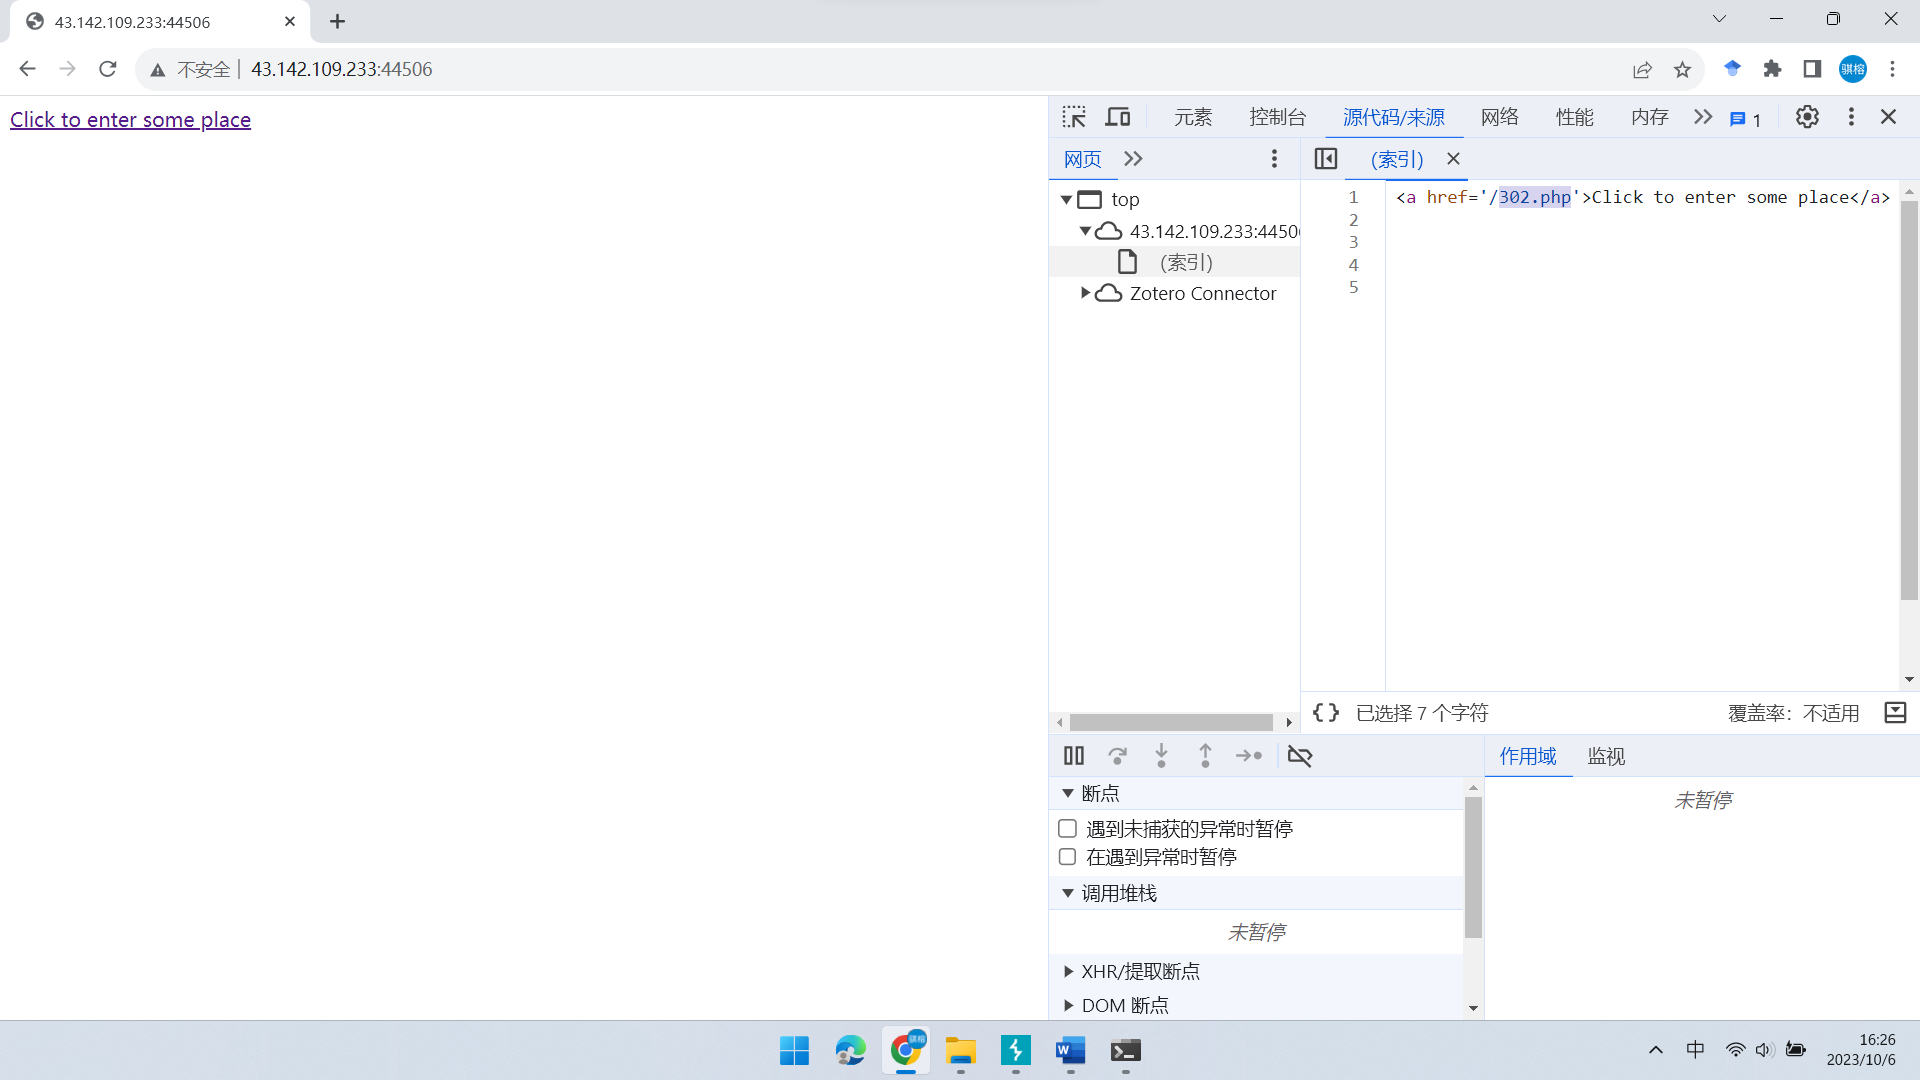 43.142.109.233:44506
不安全
43.142.109.233:44506
骐榕
Click to enter some place
元素
控制台
源代码/来源
网络
性能
内存
1
网页
(索引)
top
43.142.109.233:4450
(索引)
Zotero Connector
1
2
3
4
5
<a href='/302.php'>Click to enter some place</a>
{}
已选择 7 个字符
覆盖率：不适用
断点
遇到未捕获的异常时暂停
在遇到异常时暂停
调用堆栈
未暂停
XHR/提取断点
DOM 断点
作用域
监视
未暂停
骐榕
W
中
16:26
2023/10/6